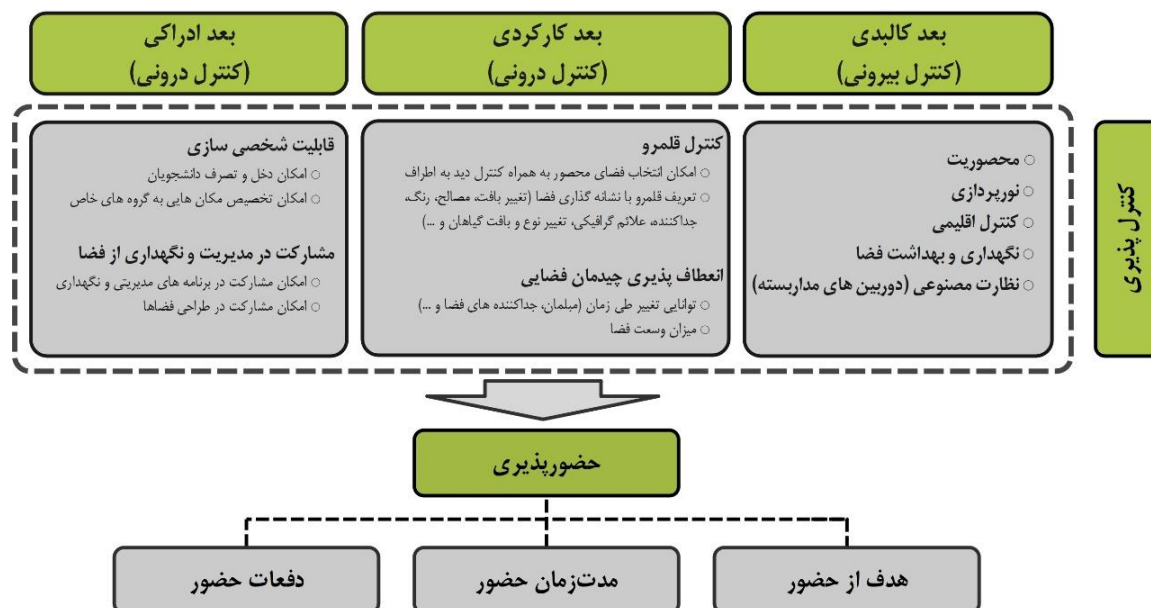 بعد کالبدی
(کنترل بیرونی)
بعد کارکردی
(کنترل درونی)
بعد ادراکی
(کنترل درونی)
کنترل پذیری
○ محصوریت
○ نورپردازی
○ کنترل اقلیمی
○ نگهداری و بهداشت فضا
○ نظارت مصنوعی (دوربین های مداربسته)
کنترل قلمرو
○ امکان انتخاب فضای محصور به همراه کنترل دید به اطراف
○ تعریف قلمرو با نشانه گذاری فضا (تغییر بافت، مصالح، رنگ،
جداکننده، علائم گرافیکی، تغییر نوع و بافت گیاهان و ...)
انعطاف پذیری چیدمان فضایی
○ توانایی تغییر طی زمان (مبلمان، جداکننده های فضا و ...)
○ میزان وسعت فضا
قابلیت شخصی سازی
○ امکان دخل و تصرف دانشجویان
○ امکان تخصیص مکان هایی به گروه های خاص
مشارکت در مدیریت و نگهداری از فضا
○ امکان مشارکت در برنامه های مدیریتی و نگهداری
○ امکان مشارکت در طراحی فضاها
حضورپذیری
هدف از حضور
مدت‌زمان حضور
دفعات حضور